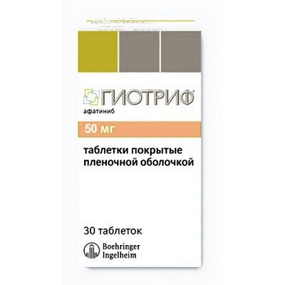 ГИОТРИФ®
афатиниб
50 мг
таблетки покрытые
пленочной оболочкой
30 таблеток
Boehringer
Ingelheim